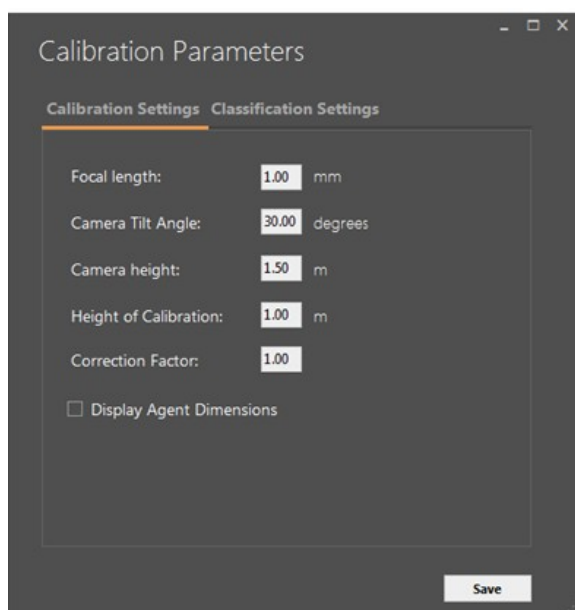 Calibration Parameters
Calibration Settings Classification Settings
Focal length: 1.00 mm
Camera Tilt Angle: 30.00 degrees
Camera height: 1.50 m
Height of Calibration: 1.00 m
Correction Factor: 1.00
Display Agent Dimensions
Save